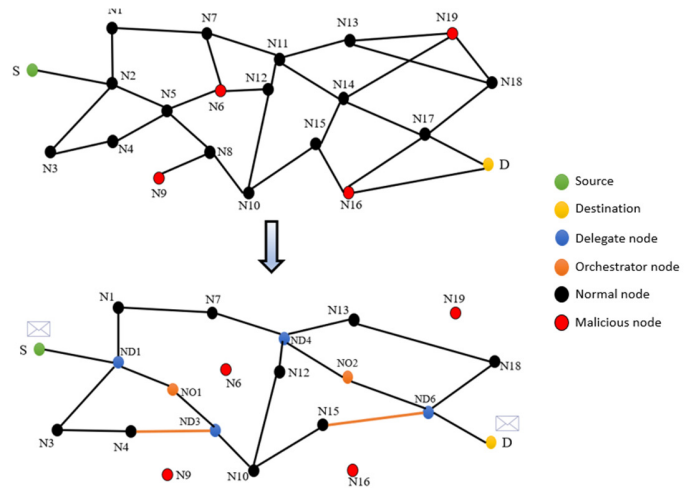 N1
N7
N13
N19
S
N11
N2
N12
N18
N5
N6
N14
N15
N17
N3
N4
N8
D
N9
N10
N16
Source
Destination
Delegate node
Orchestrator node
Normal node
Malicious node
N1
N7
N13
N19
S
ND1
ND4
NO2
N18
N6
N12
NO1
N3
N4
ND3
N15
ND6
D
N9
N10
N16